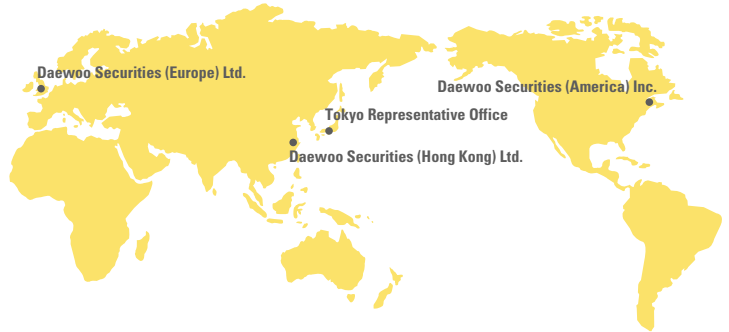 Daewoo Securities (Europe) Ltd.
Daewoo Securities (America) Inc.
Tokyo Representative Office
Daewoo Securities (Hong Kong) Ltd.